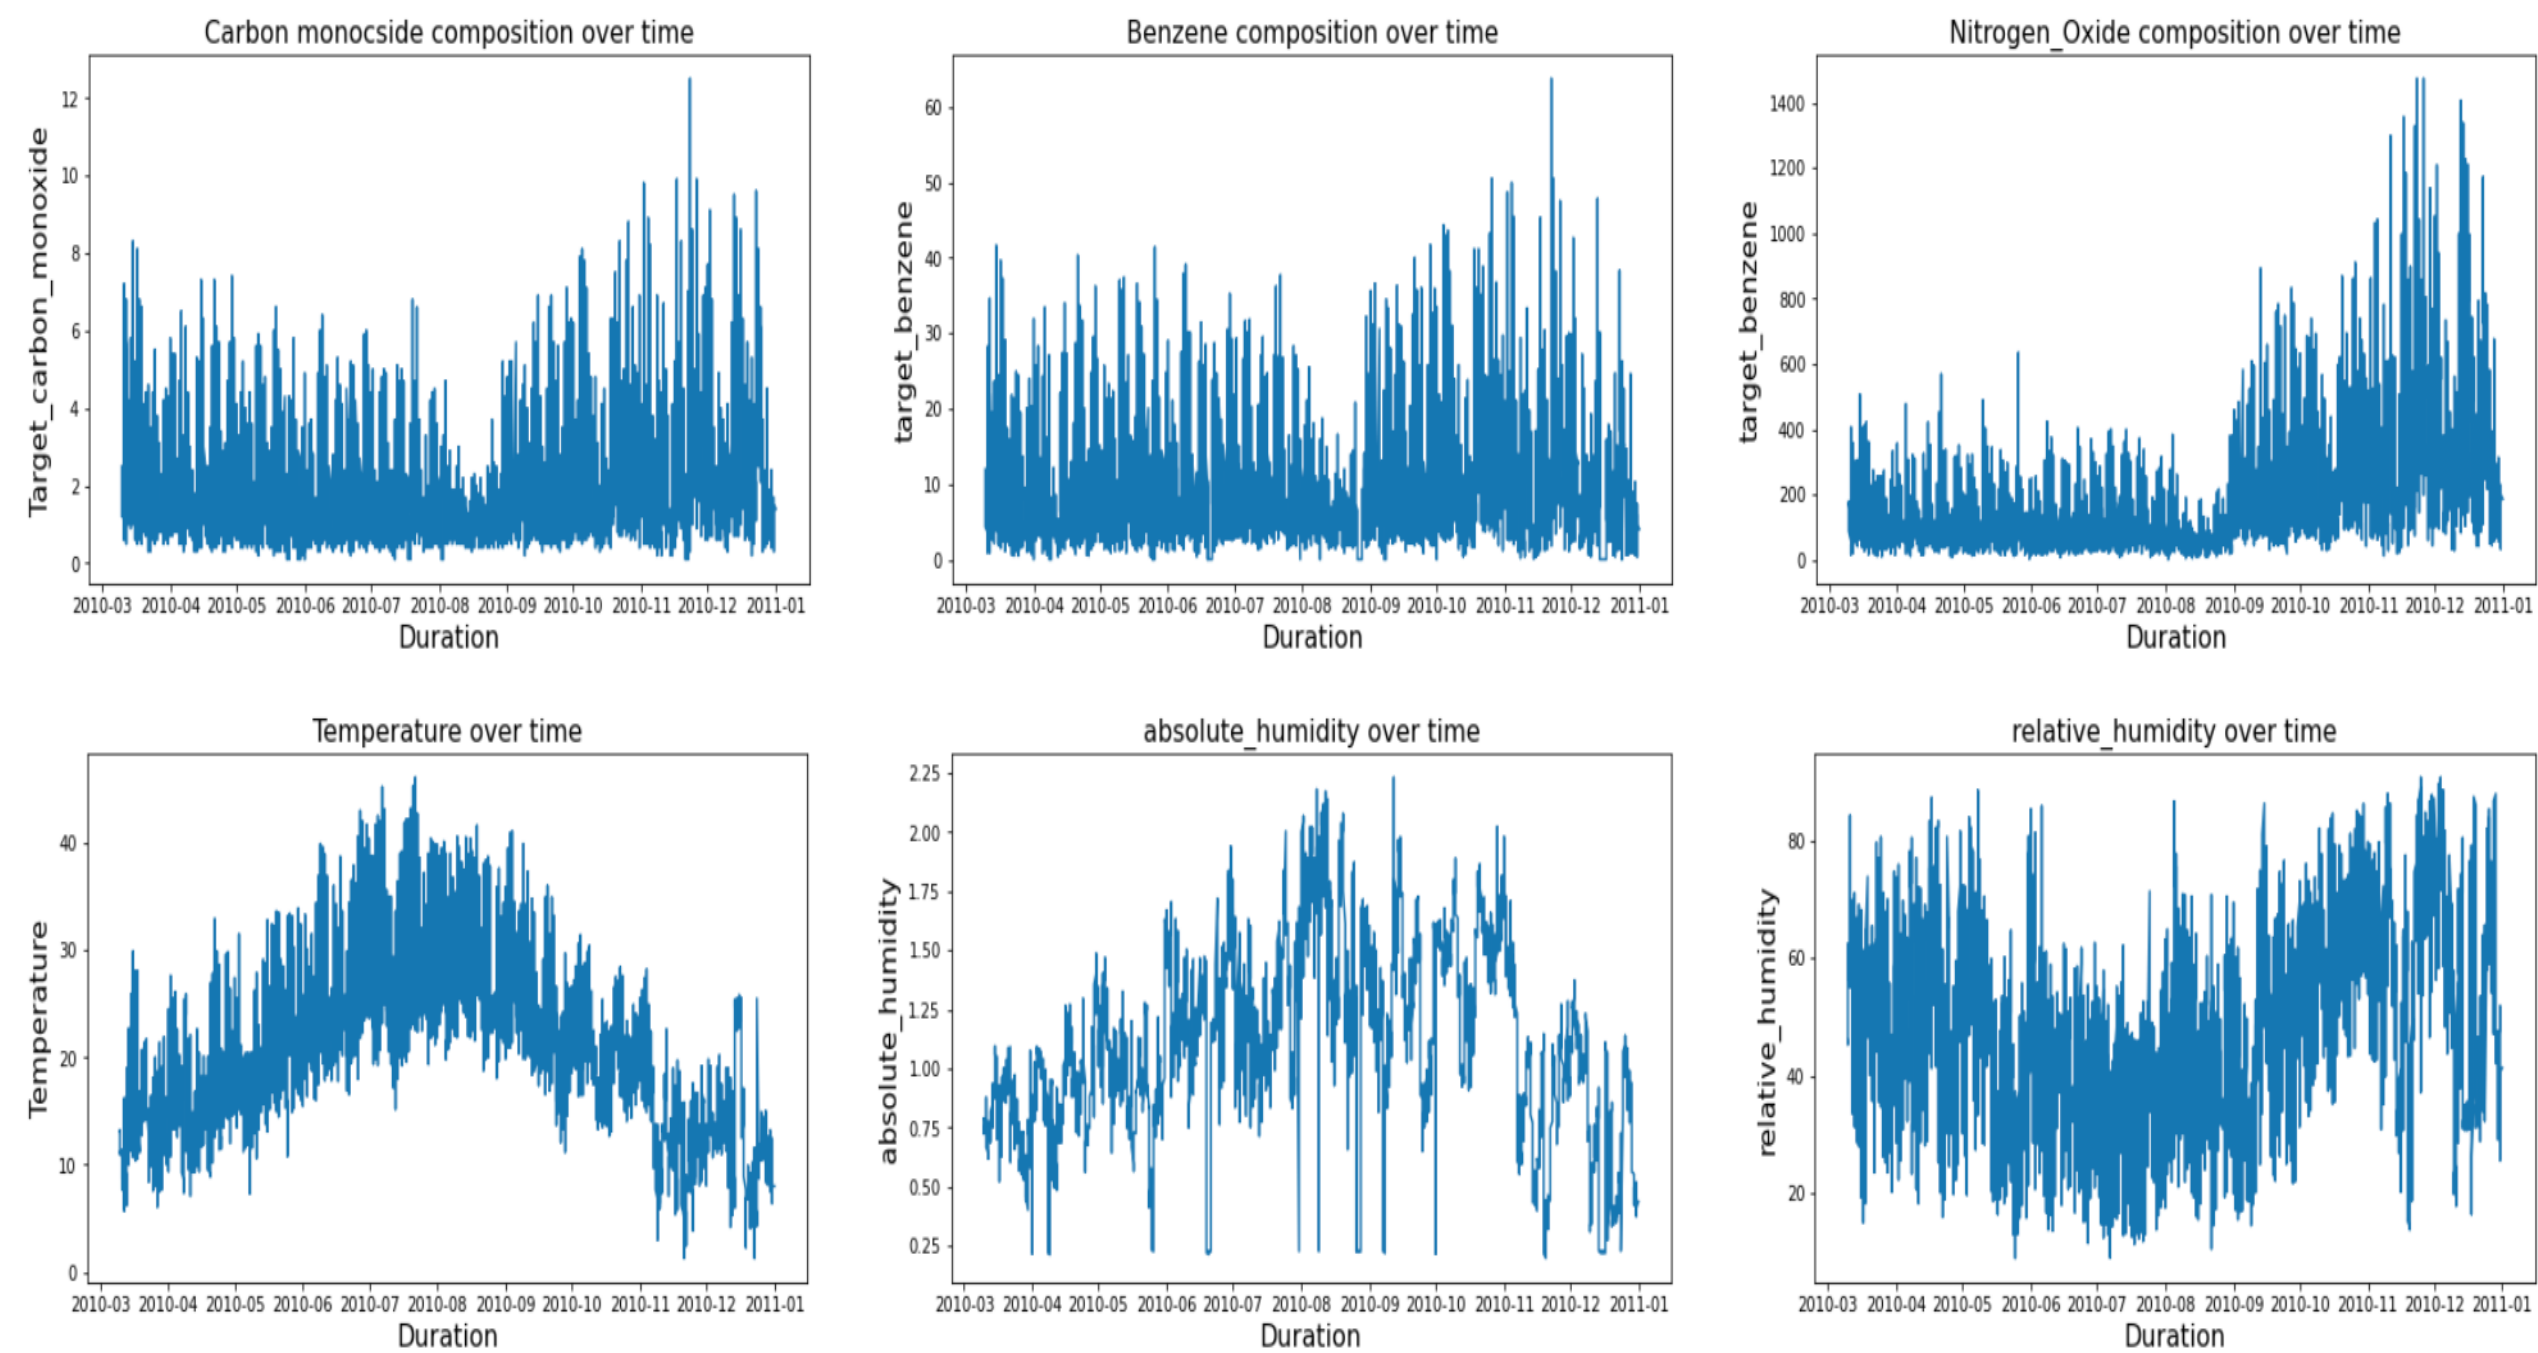 Carbon monocside composition over time
Target_carbon_monoxide
12
10
8
6
4
2
0
2010-03 2010-04 2010-05 2010-06 2010-07 2010-08 2010-09 2010-10 2010-11 2010-12 2011-01
Duration
Benzene composition over time
target_benzene
60
50
40
30
20
10
0
2010-03 2010-04 2010-05 2010-06 2010-07 2010-08 2010-09 2010-10 2010-11 2010-12 2011-01
Duration
Nitrogen_Oxide composition over time
target_benzene
1400
1200
1000
800
600
400
200
0
2010-03 2010-04 2010-05 2010-06 2010-07 2010-08 2010-09 2010-10 2010-11 2010-12 2011-01
Duration
Temperature over time
Temperature
40
30
20
10
0
2010-03 2010-04 2010-05 2010-06 2010-07 2010-08 2010-09 2010-10 2010-11 2010-12 2011-01
Duration
absolute_humidity over time
absolute_humidity
2.25
2.00
1.75
1.50
1.25
1.00
0.75
0.50
0.25
2010-03 2010-04 2010-05 2010-06 2010-07 2010-08 2010-09 2010-10 2010-11 2010-12 2011-01
Duration
relative_humidity over time
relative_humidity
80
60
40
20
2010-03 2010-04 2010-05 2010-06 2010-07 2010-08 2010-09 2010-10 2010-11 2010-12 2011-01
Duration